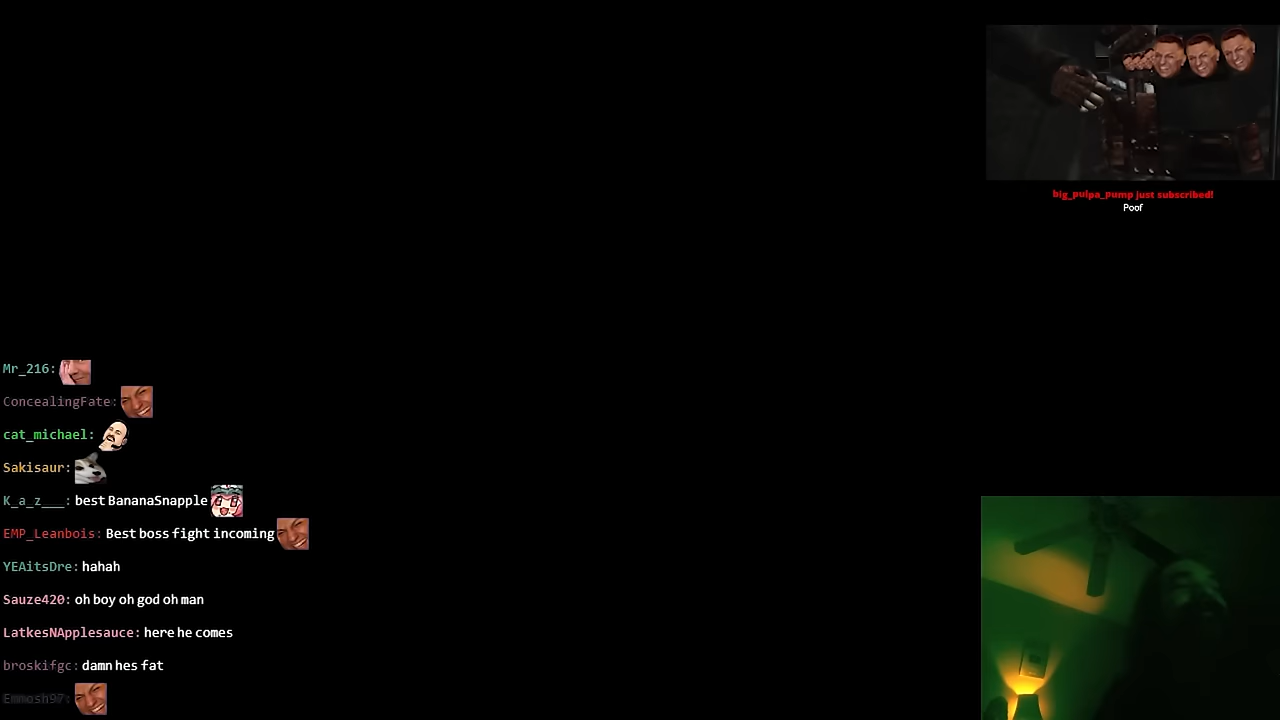 big_pulpa_pump just subscribed!
Poof
Mr_216:
ConcealingFate:
cat_michael:
Sakisaur:
K_a_z___: best BananaSnapple
EMP_Leanbois: Best boss fight incoming
YEAitsDre: hahah
Sauze420: oh boy oh god oh man
LatkesNApplesauce: here he comes
broskifgc: damn hes fat
Emmosh97: